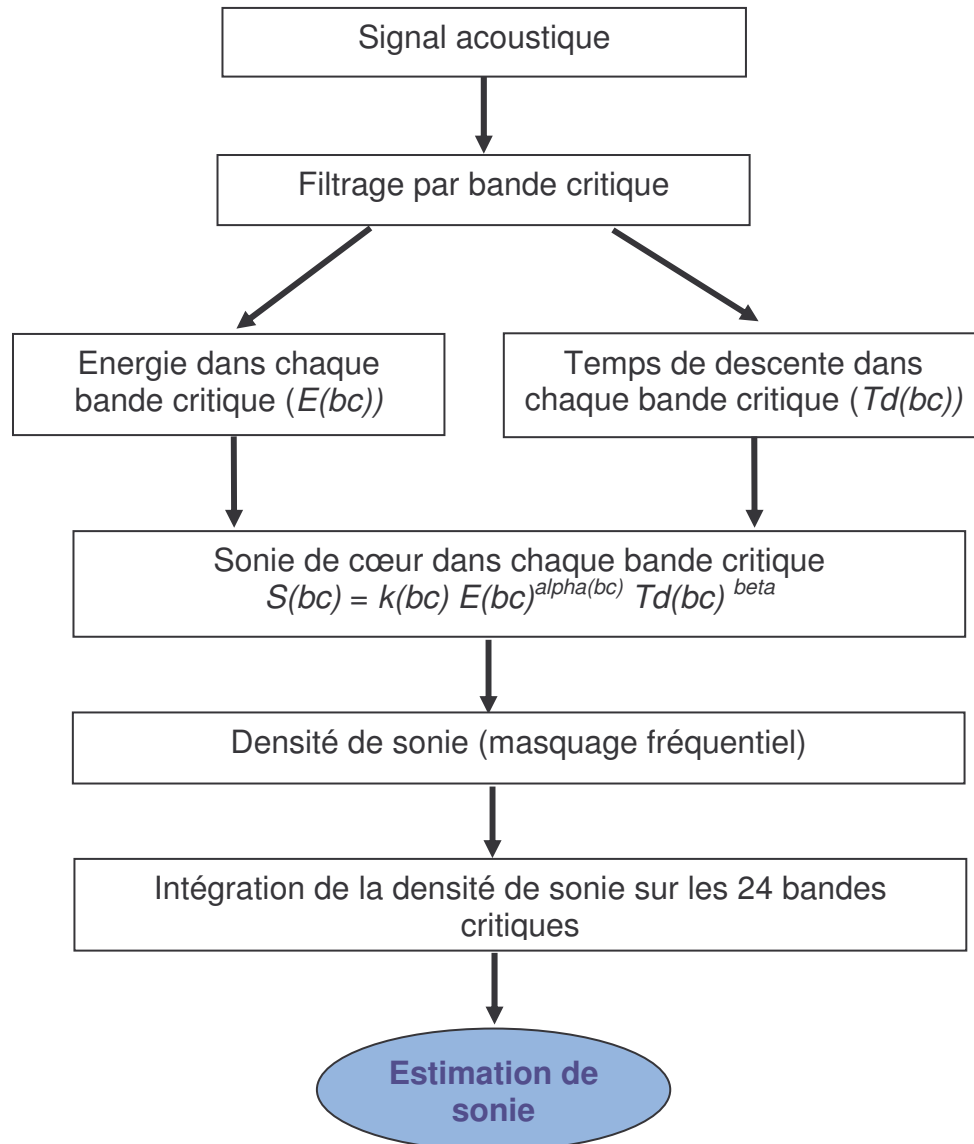 Signal acoustique
Filtrage par bande critique
Energie dans chaque
bande critique (E(bc))
Temps de descente dans
chaque bande critique (Td(bc))
Sonie de cœur dans chaque bande critique
S(bc) = k(bc) E(bc)^alpha(bc) Td(bc) ^beta
Densité de sonie (masquage fréquentiel)
Intégration de la densité de sonie sur les 24 bandes
critiques
Estimation de
sonie